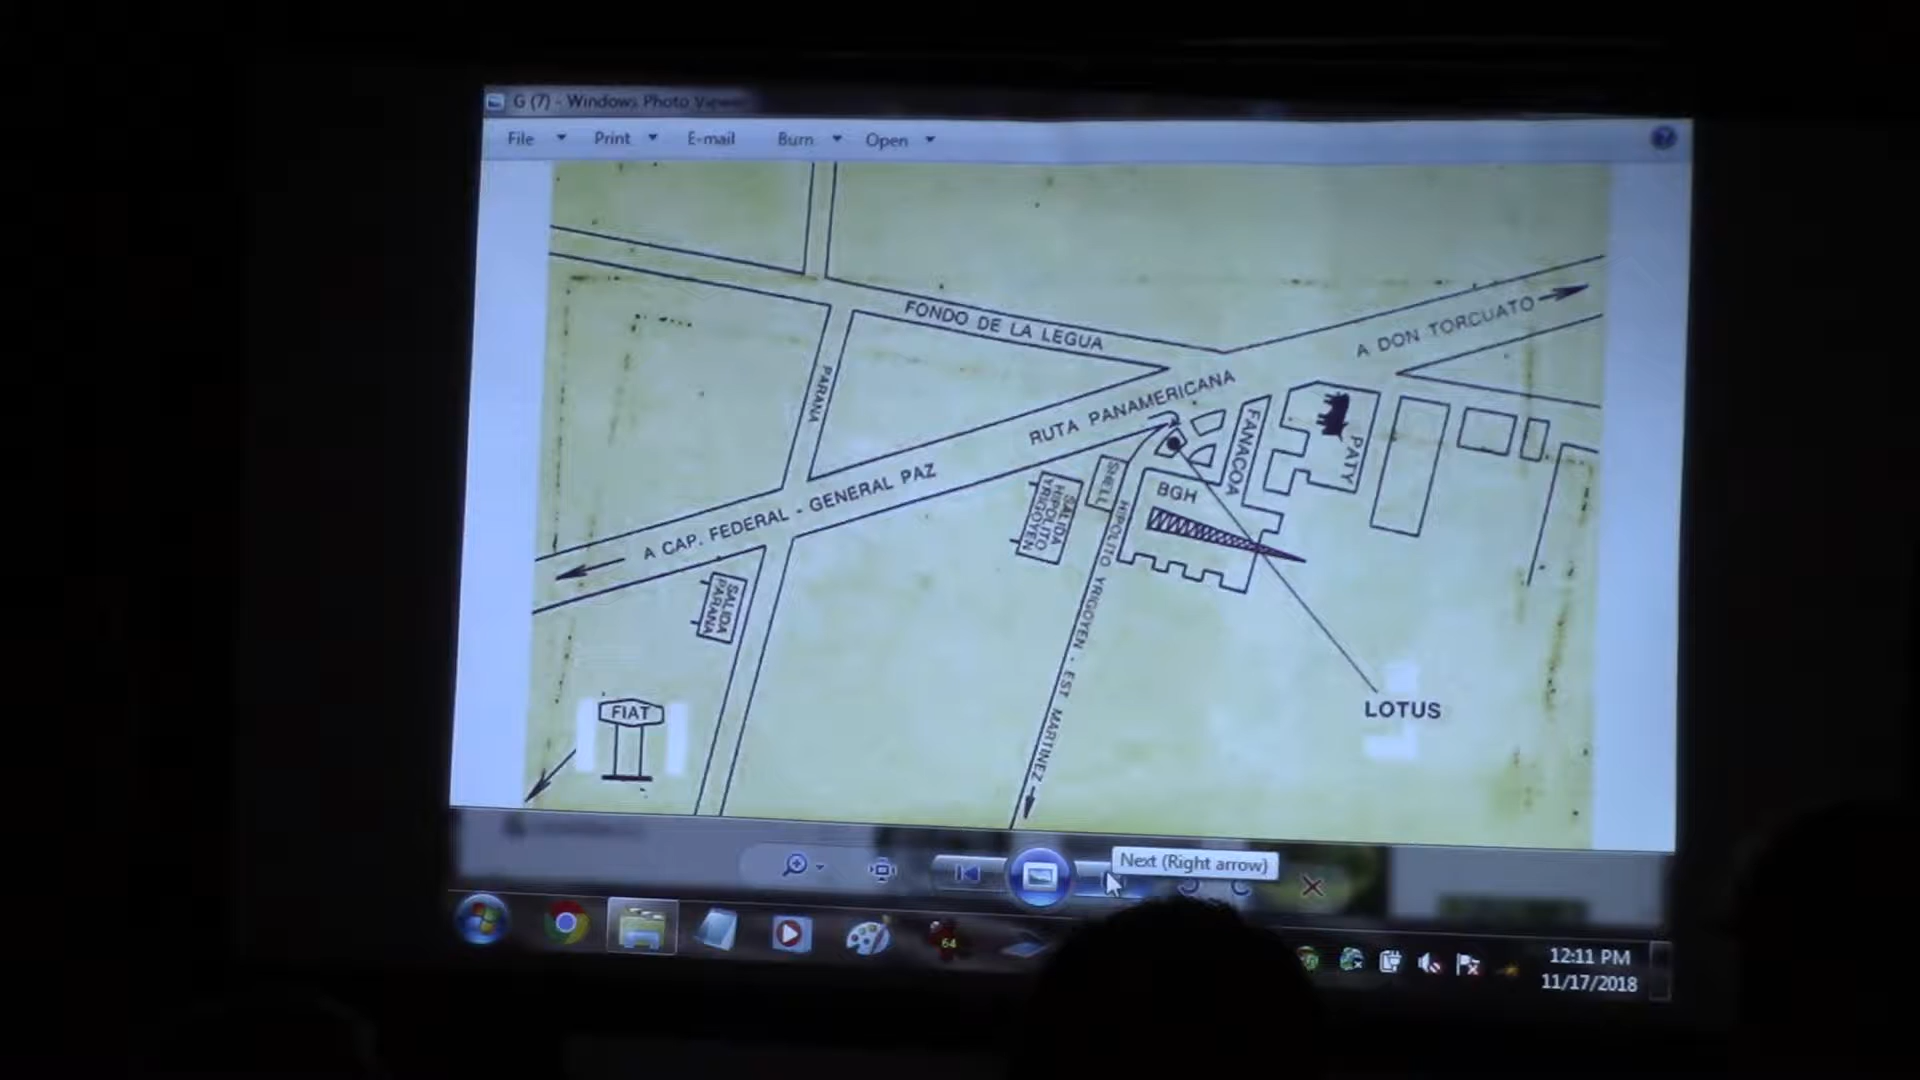 G (7) - Windows Photo Viewer
File Print E-mail Burn Open
FONDO DE LA LEGUA
A DON TORCUATO
PARANA
RUTA PANAMERICANA
A CAP. FEDERAL - GENERAL PAZ
FANACOA
PATY
SHELL
BGH
SALIDA
HIPOLITO
YRIGOYEN
HIPOLITO YRIGOYEN - EST MARTINEZ
SALIDA
PARANA
FIAT
LOTUS
Next (Right arrow)
64
12:11 PM
11/17/2018